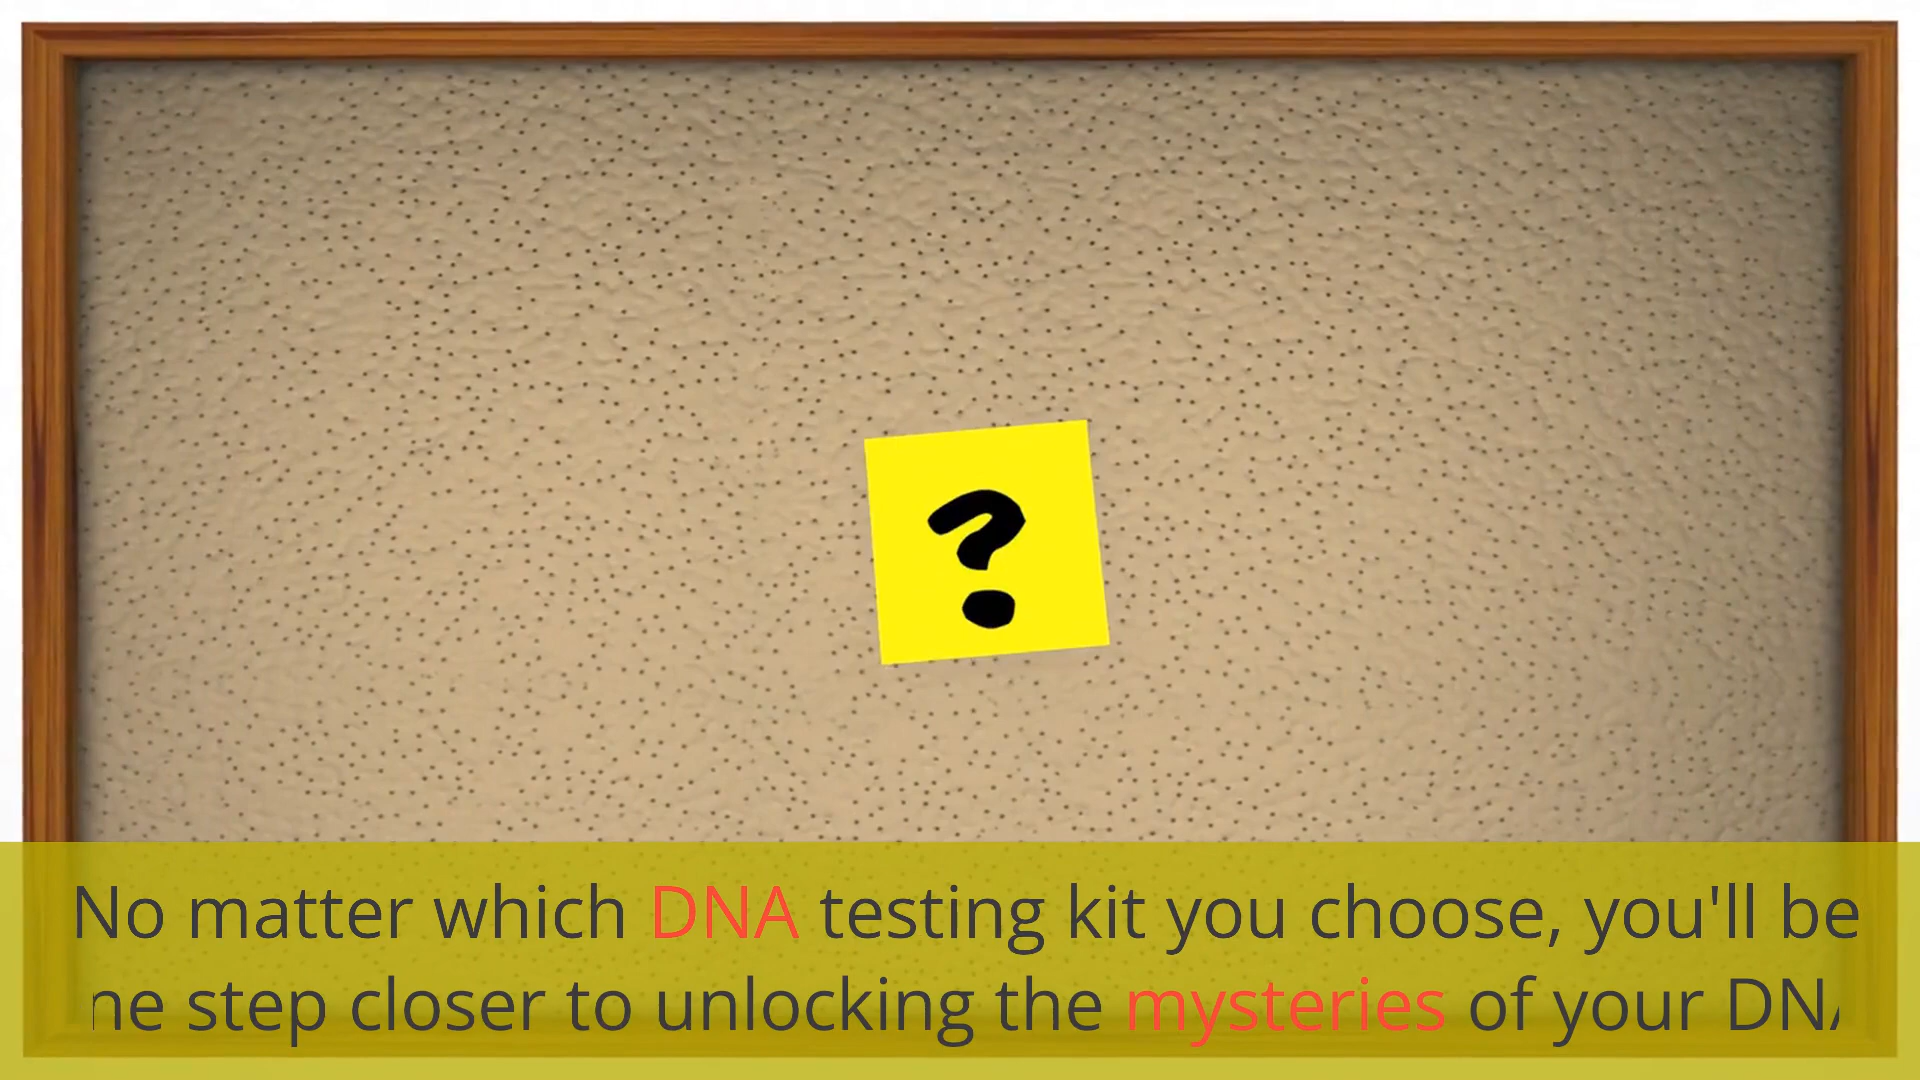 ?
No matter which DNA testing kit you choose, you'll be
ne step closer to unlocking the mysteries of your DN